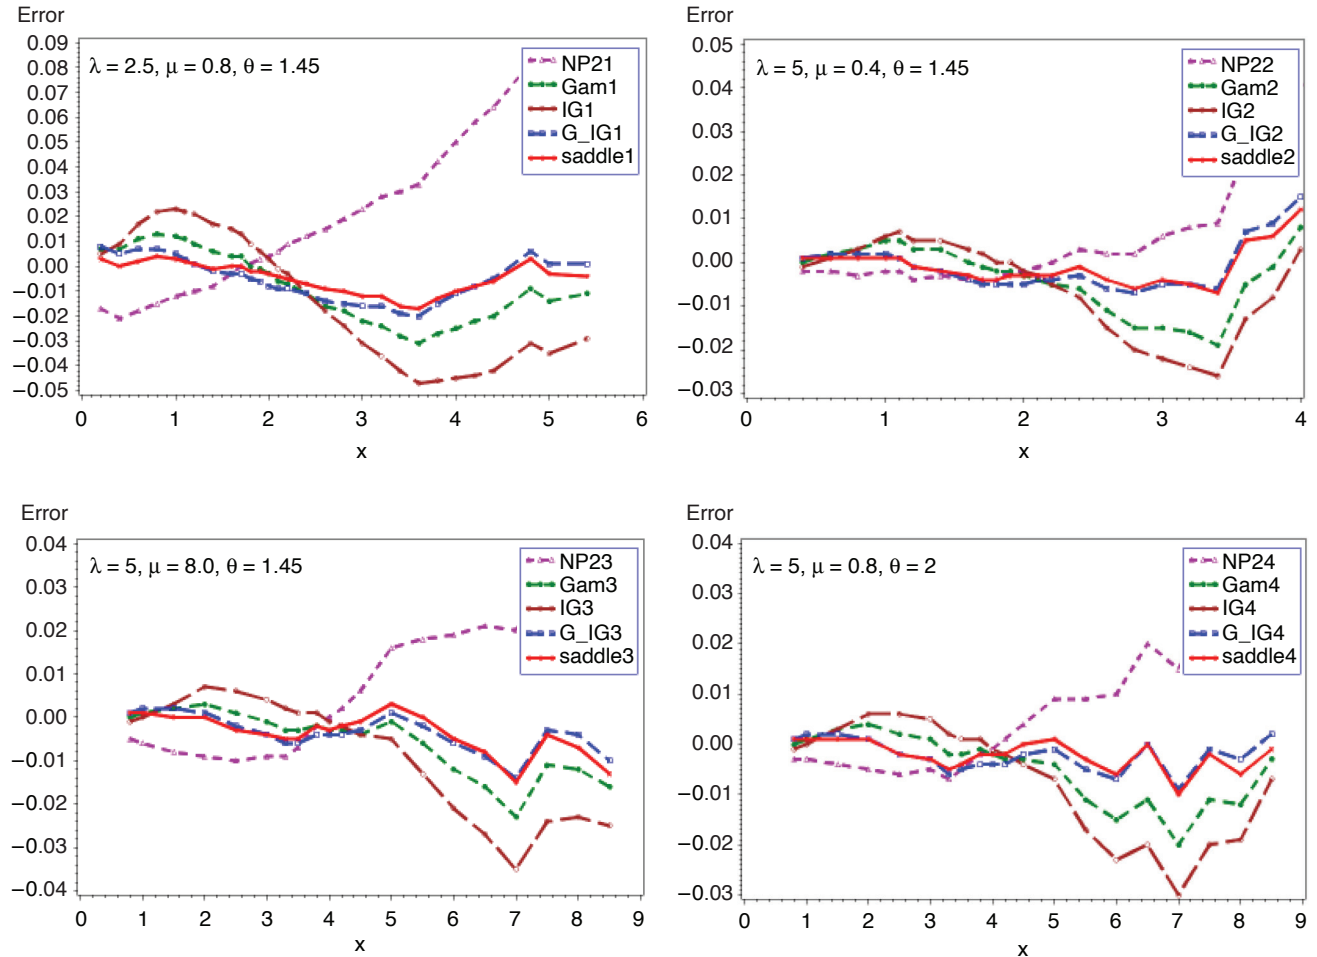 Error
λ = 2.5, μ = 0.8, θ = 1.45
NP21
Gam1
IG1
G_IG1
saddle1
0.09
0.08
0.07
0.06
0.05
0.04
0.03
0.02
0.01
0.00
−0.01
−0.02
−0.03
−0.04
−0.05
0 1 2 3 4 5 6
x
Error
λ = 5, μ = 0.4, θ = 1.45
NP22
Gam2
IG2
G_IG2
saddle2
0.05
0.04
0.03
0.02
0.01
0.00
−0.01
−0.02
−0.03
0 1 2 3 4
x
Error
λ = 5, μ = 8.0, θ = 1.45
NP23
Gam3
IG3
G_IG3
saddle3
0.04
0.03
0.02
0.01
0.00
−0.01
−0.02
−0.03
−0.04
0 1 2 3 4 5 6 7 8 9
x
Error
λ = 5, μ = 0.8, θ = 2
NP24
Gam4
IG4
G_IG4
saddle4
0.04
0.03
0.02
0.01
0.00
−0.01
−0.02
−0.03
0 1 2 3 4 5 6 7 8 9
x